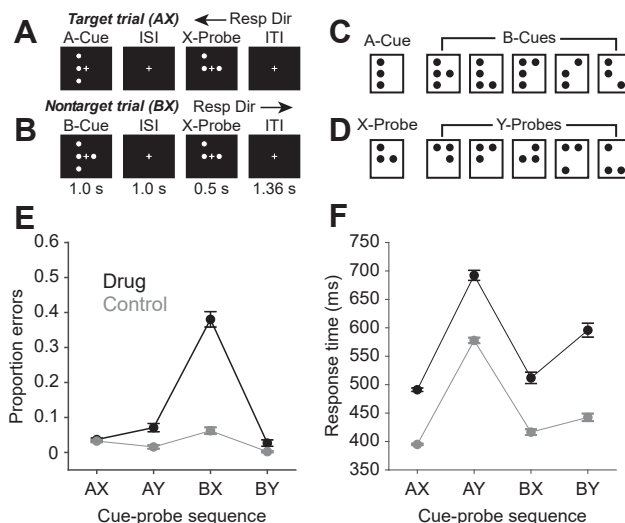 A
Target trial (AX)
Resp Dir
A-Cue ISI X-Probe ITI
Nontarget trial (BX)
Resp Dir
B
B-Cue ISI X-Probe ITI
1.0 s 1.0 s 0.5 s 1.36 s
C
A-Cue
B-Cues
D
X-Probe
Y-Probes
E
Proportion errors
0.6
0.5
0.4
0.3
0.2
0.1
0
Drug
Control
AX AY BX BY
Cue-probe sequence
F
Response time (ms)
750
700
650
600
550
500
450
400
350
AX AY BX BY
Cue-probe sequence